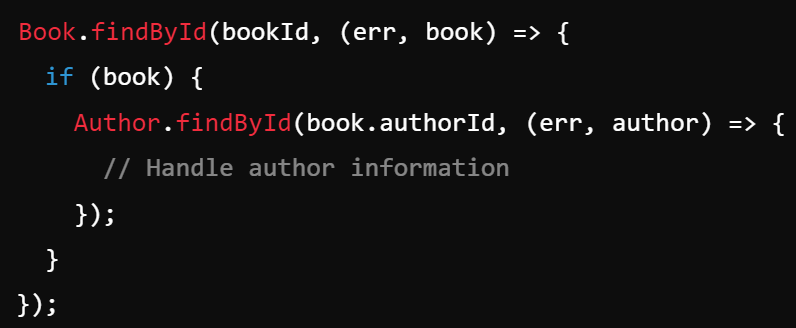 Book.findById(bookId, (err, book) => {
  if (book) {
    Author.findById(book.authorId, (err, author) => {
      // Handle author information
    });
  }
});